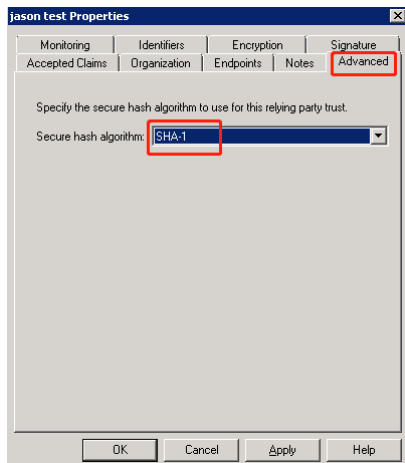 jason test Properties
Monitoring Identifiers Encryption Signature
Accepted Claims Organization Endpoints Notes Advanced
Specify the secure hash algorithm to use for this relying party trust.
Secure hash algorithm: SHA-1
OK Cancel Apply Help